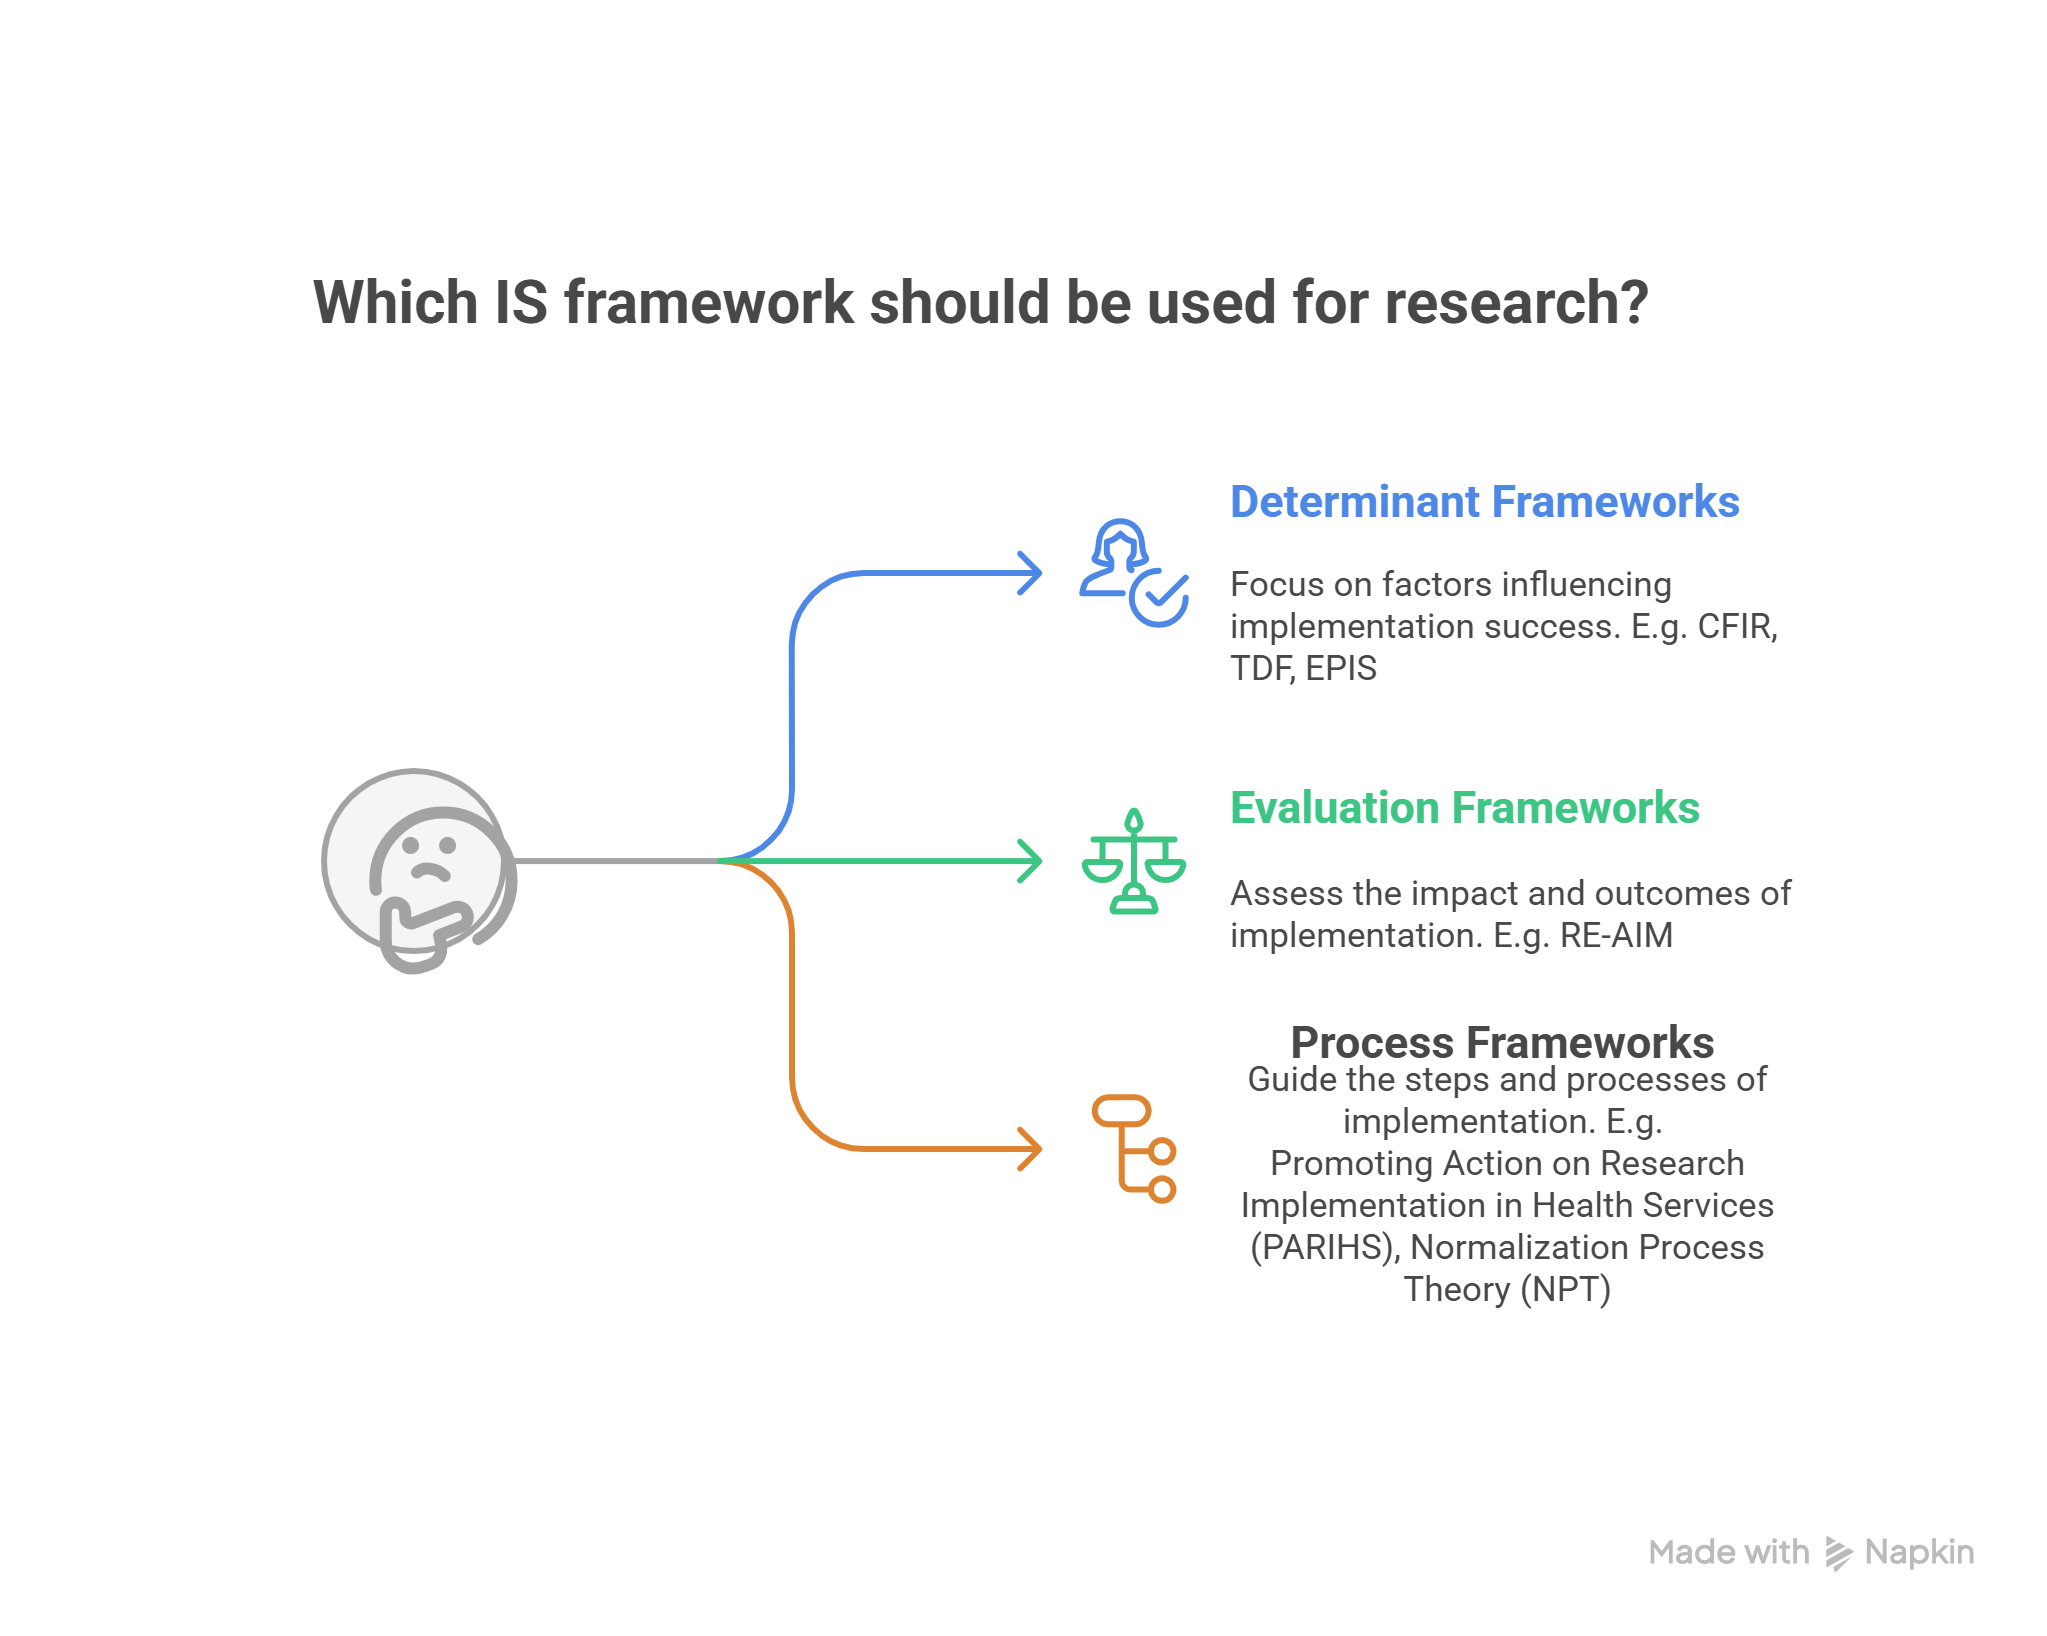 Which IS framework should be used for research?
Determinant Frameworks
Focus on factors influencing
implementation success. E.g. CFIR,
TDF, EPIS
Evaluation Frameworks
Assess the impact and outcomes of
implementation. E.g. RE-AIM
Process Frameworks
Guide the steps and processes of
implementation. E.g.
Promoting Action on Research
Implementation in Health Services
(PARIHS), Normalization Process
Theory (NPT)
Made with Napkin